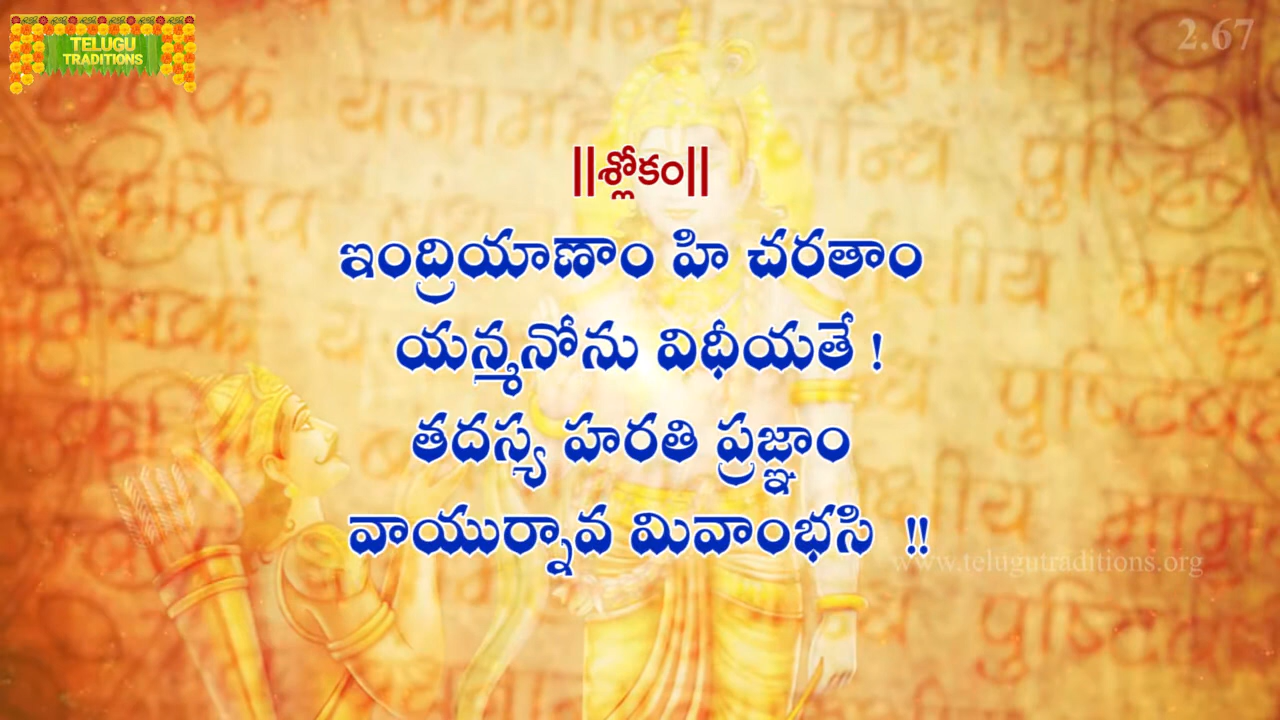 TELUGU
TRADITIONS
2.67
||శ్లోకం||
ఇంద్రియాణాం హి చరతాం
యన్మనోను విధీయతే !
తదస్య హరతి ప్రజ్ఞాం
వాయుర్నావ మివాంభసి !!
www.telugutraditions.org